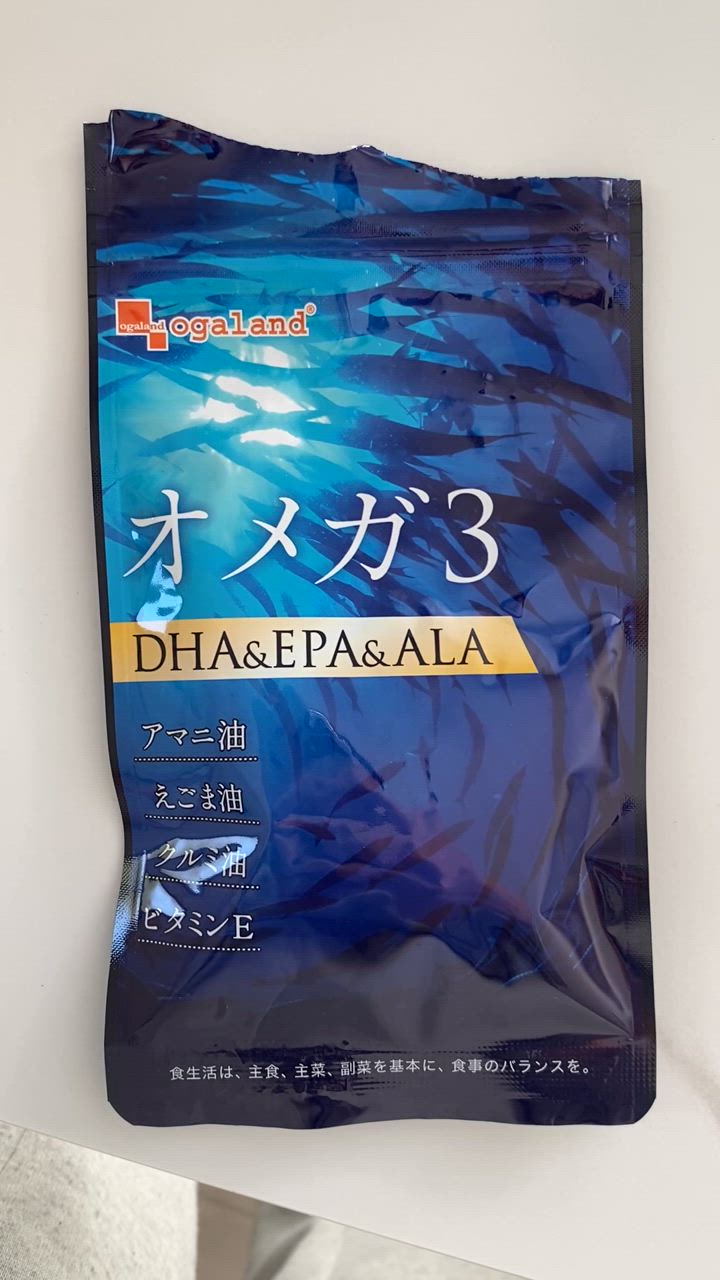 ogaland ogaland®
オメガ3
DHA&EPA&ALA
アマニ油
えごま油
クルミ油
ビタミンE
食生活は、主食、主菜、副菜を基本に、食事のバランスを。